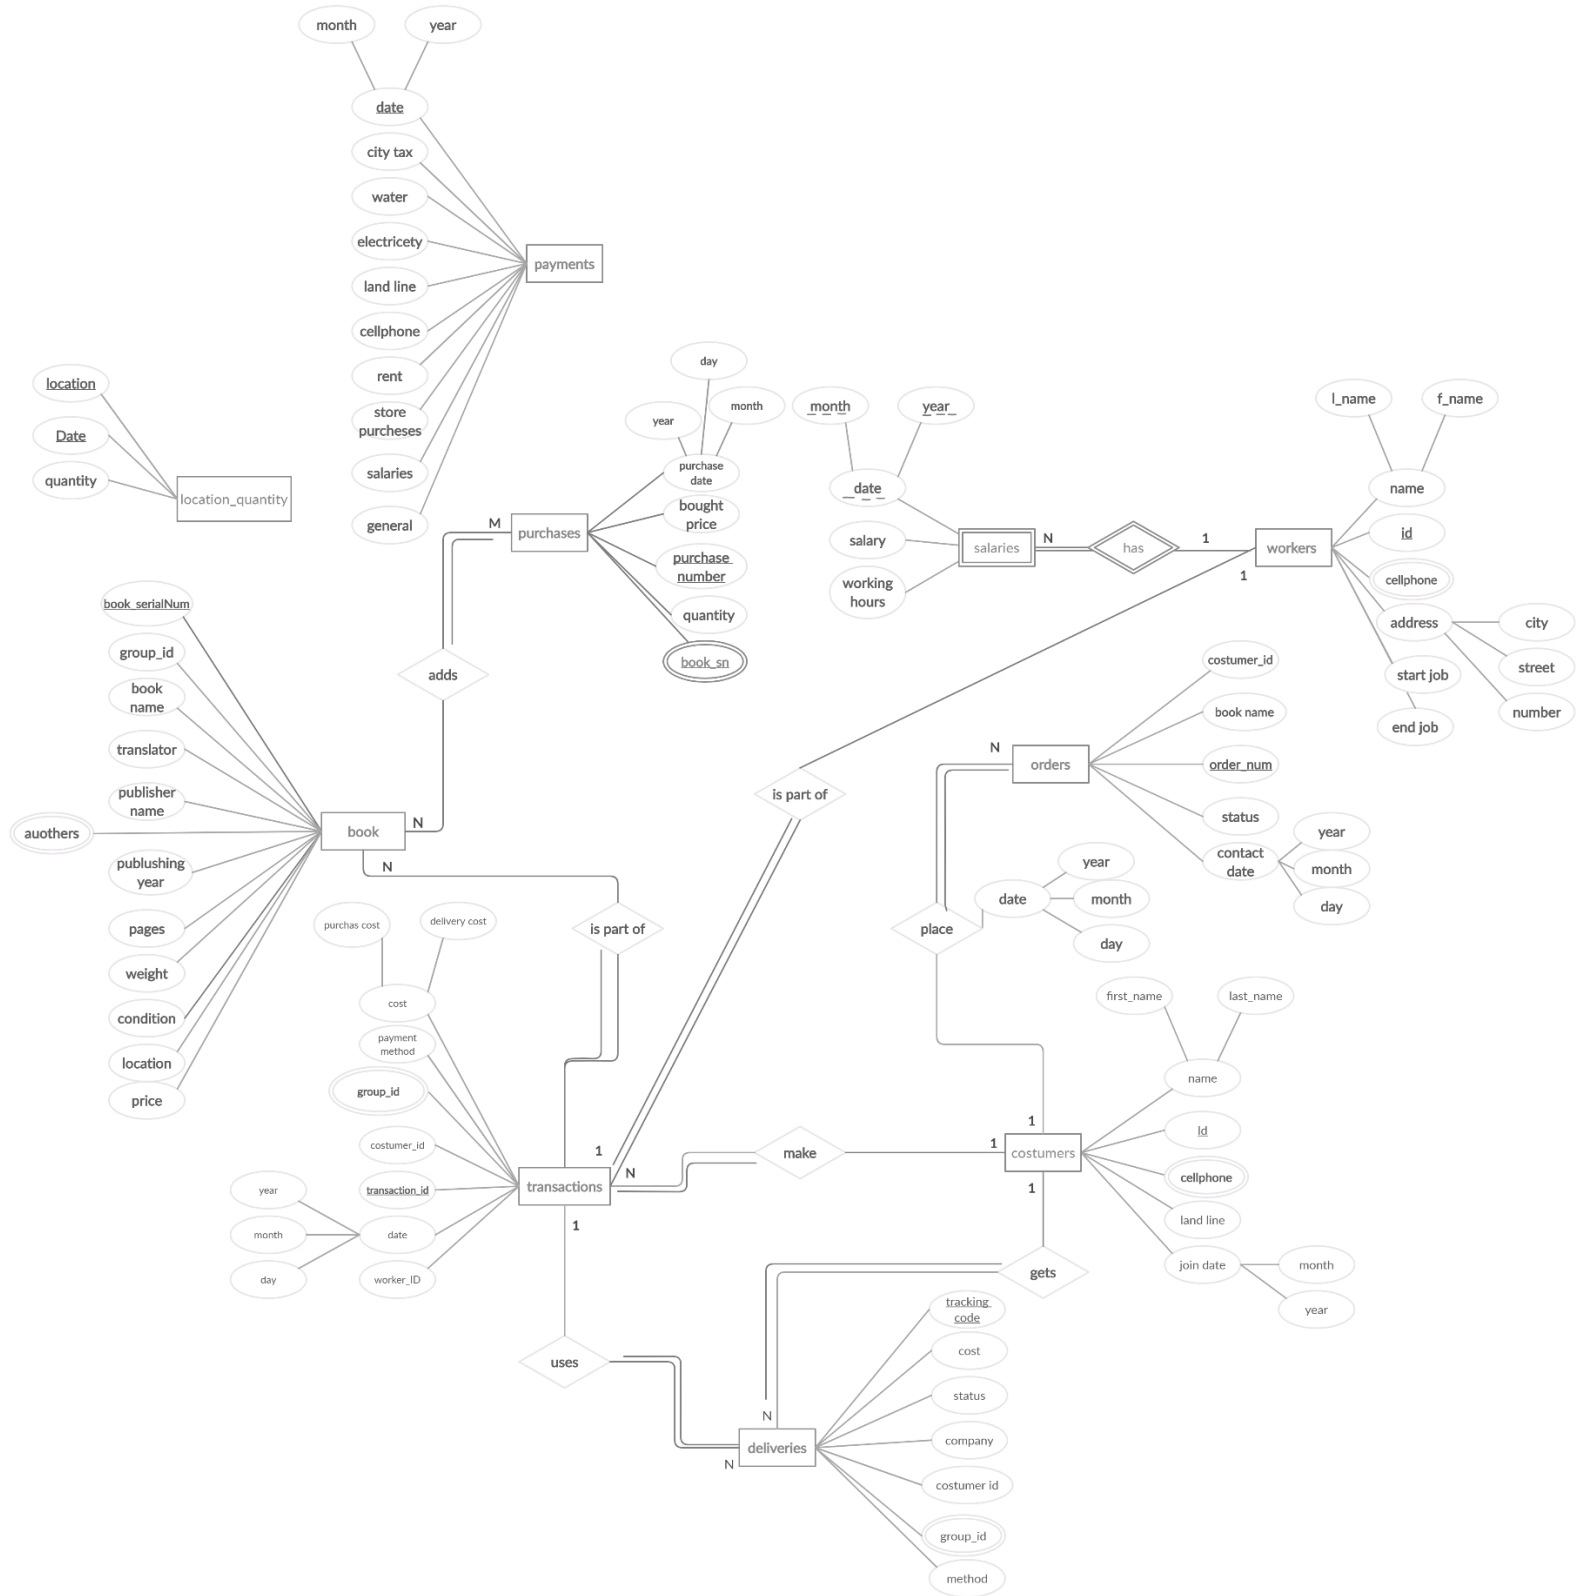 month
year
date
city tax
water
electricety
land line
cellphone
rent
store
purcheses
salaries
general
payments
location
Date
quantity
location_quantity
day
year
month
purchase
date
bought
price
purchase
number
quantity
book_sn
purchases
M
adds
N
month
year
date
salary
working
hours
salaries
N
has
1
1
workers
l_name
f_name
name
id
cellphone
address
city
street
number
start job
end job
book_serialNum
group_id
book
name
translator
publisher
name
auothers
publushing
year
pages
weight
condition
location
price
book
N
is part of
is part of
costumer_id
book name
order_num
status
contact
date
year
month
day
N
orders
place
date
year
month
day
purchas cost
delivery cost
cost
payment
method
group_id
costumer_id
transaction_id
date
worker_ID
year
month
day
1
N
transactions
1
make
1
1
costumers
1
first_name
last_name
name
Id
cellphone
land line
join date
month
year
gets
uses
N
N
deliveries
tracking
code
cost
status
company
costumer id
group_id
method